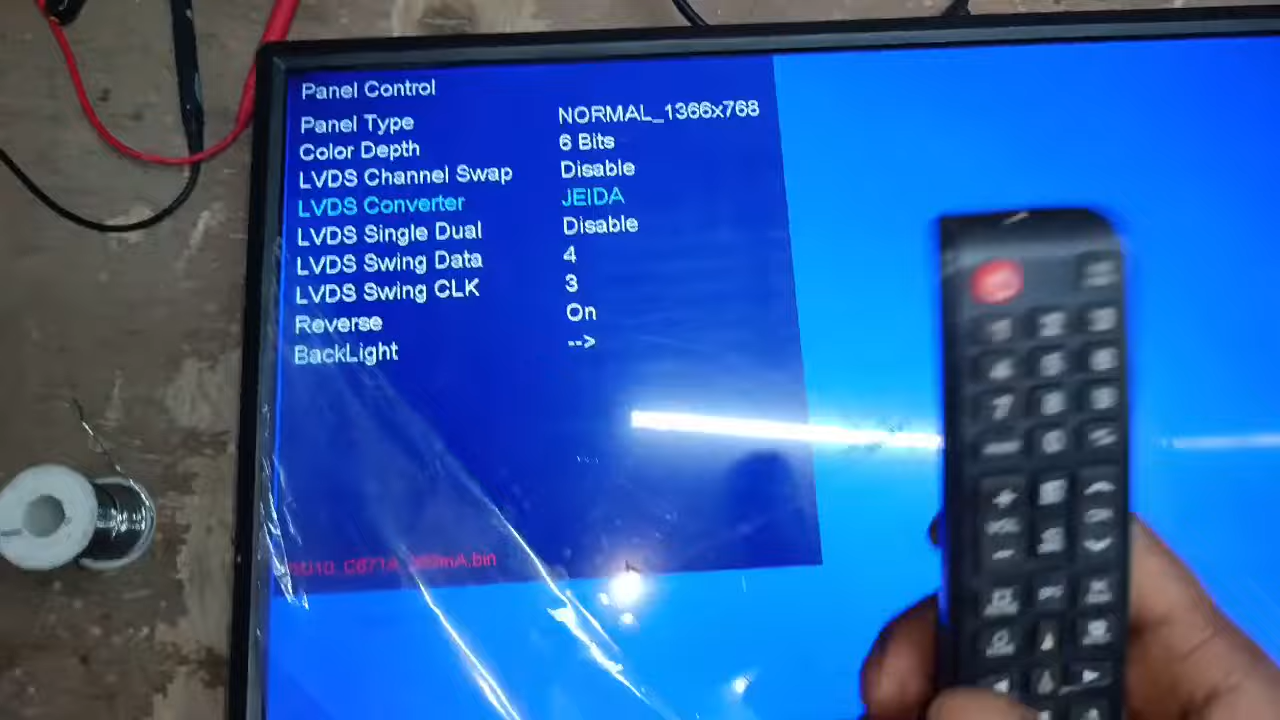 Panel Control
Panel Type NORMAL_1366x768
Color Depth 6 Bits
LVDS Channel Swap Disable
LVDS Converter JEIDA
LVDS Single Dual Disable
LVDS Swing Data 4
LVDS Swing CLK 3
Reverse On
BackLight -->